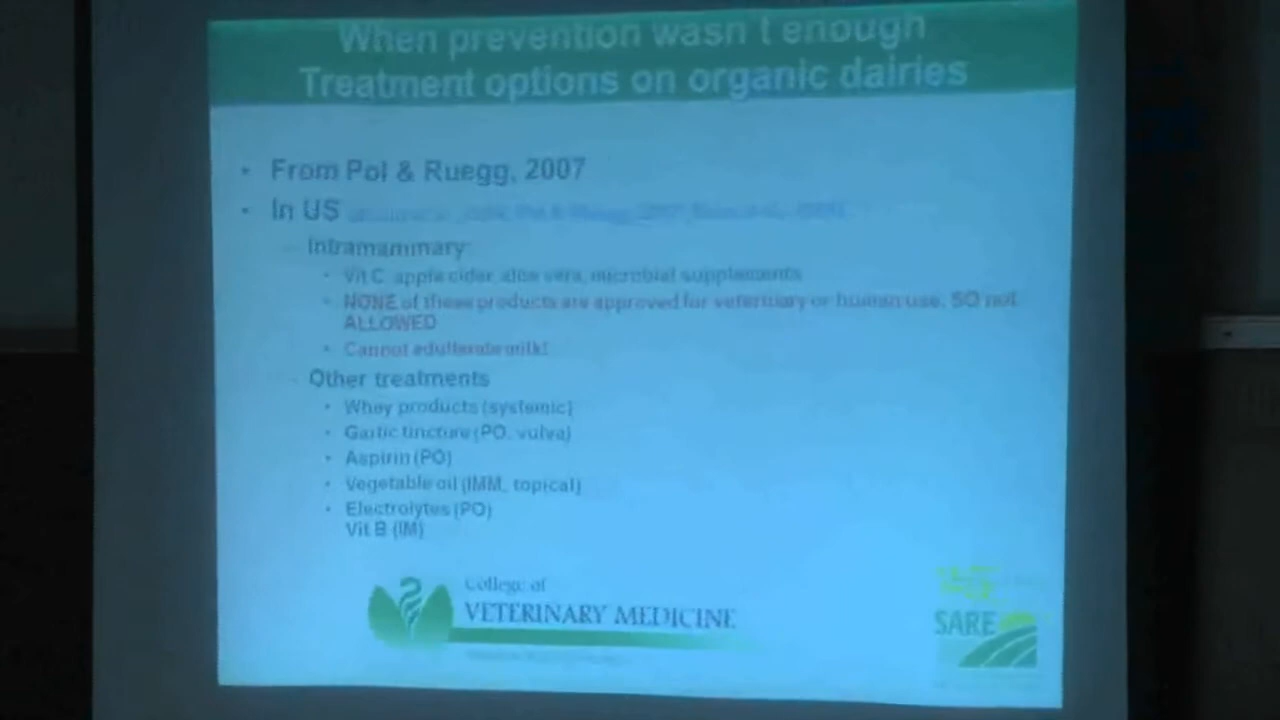 When prevention wasn't enough
Treatment options on organic dairies
• From Pol & Ruegg, 2007
• In US
– Intramammary:
• Vit C, apple cider, aloe vera, microbial supplements
• NONE of these products are approved for veterinary or human use, SO not
ALLOWED
• Cannot adulterate milk!
– Other treatments
• Whey products (systemic)
• Garlic tincture (PO, vulva)
• Aspirin (PO)
• Vegetable oil (IMM, topical)
• Electrolytes (PO)
Vit B (IM)
College of
VETERINARY MEDICINE
SARE